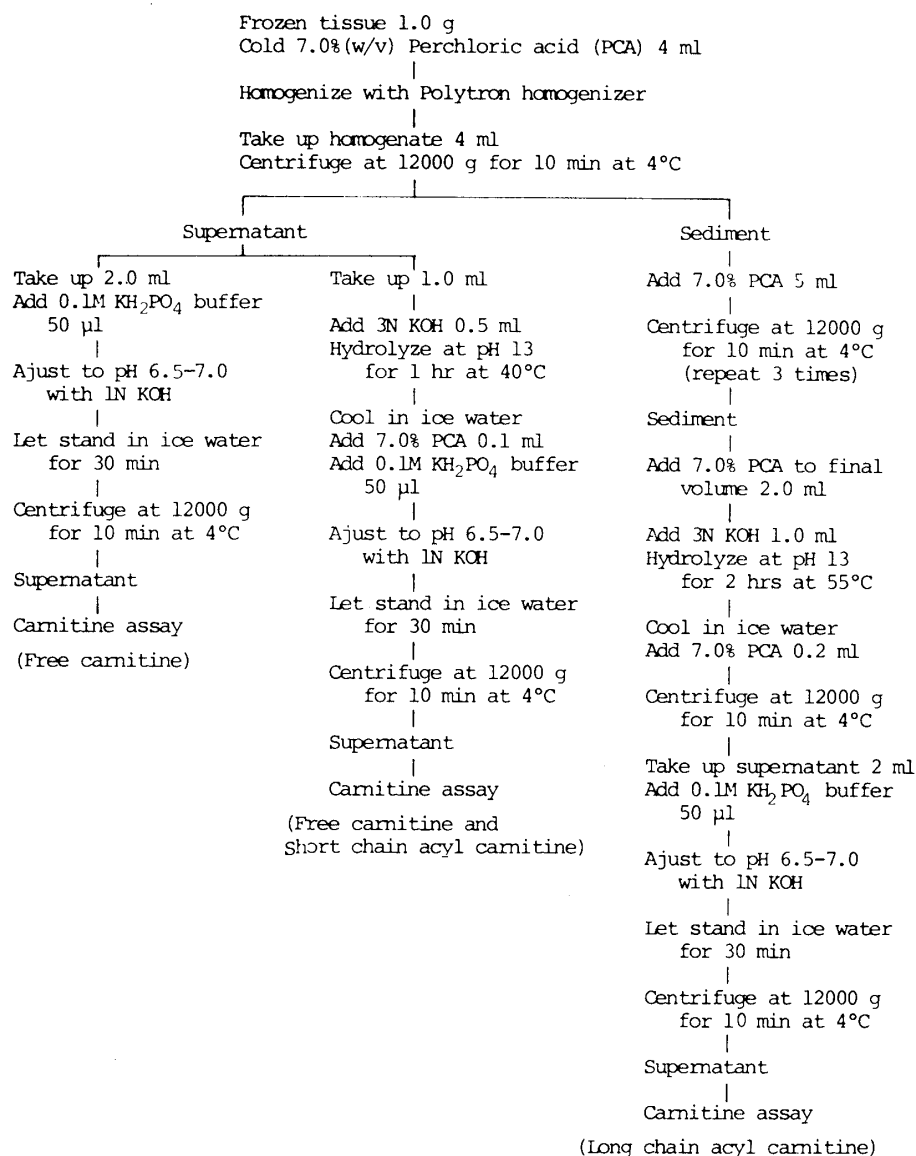 Frozen tissue 1.0 g
Cold 7.0%(w/v) Perchloric acid (PCA) 4 ml
Homogenize with Polytron homogenizer
Take up homogenate 4 ml
Centrifuge at 12000 g for 10 min at 4°C
Supernatant
Take up 2.0 ml
Add 0.1M KH₂PO₄ buffer
50 µl
Ajust to pH 6.5-7.0
with 1N KOH
Let stand in ice water
for 30 min
Centrifuge at 12000 g
for 10 min at 4°C
Supernatant
Carnitine assay
(Free carnitine)
Take up 1.0 ml
Add 3N KOH 0.5 ml
Hydrolyze at pH 13
for 1 hr at 40°C
Cool in ice water
Add 7.0% PCA 0.1 ml
Add 0.1M KH₂PO₄ buffer
50 µl
Ajust to pH 6.5-7.0
with 1N KOH
Let stand in ice water
for 30 min
Centrifuge at 12000 g
for 10 min at 4°C
Supernatant
Carnitine assay
(Free carnitine and
Short chain acyl carnitine)
Sediment
Add 7.0% PCA 5 ml
Centrifuge at 12000 g
for 10 min at 4°C
(repeat 3 times)
Sediment
Add 7.0% PCA to final
volume 2.0 ml
Add 3N KOH 1.0 ml
Hydrolyze at pH 13
for 2 hrs at 55°C
Cool in ice water
Add 7.0% PCA 0.2 ml
Centrifuge at 12000 g
for 10 min at 4°C
Take up supernatant 2 ml
Add 0.1M KH₂PO₄ buffer
50 µl
Ajust to pH 6.5-7.0
with 1N KOH
Let stand in ice water
for 30 min
Centrifuge at 12000 g
for 10 min at 4°C
Supernatant
Carnitine assay
(Long chain acyl carnitine)